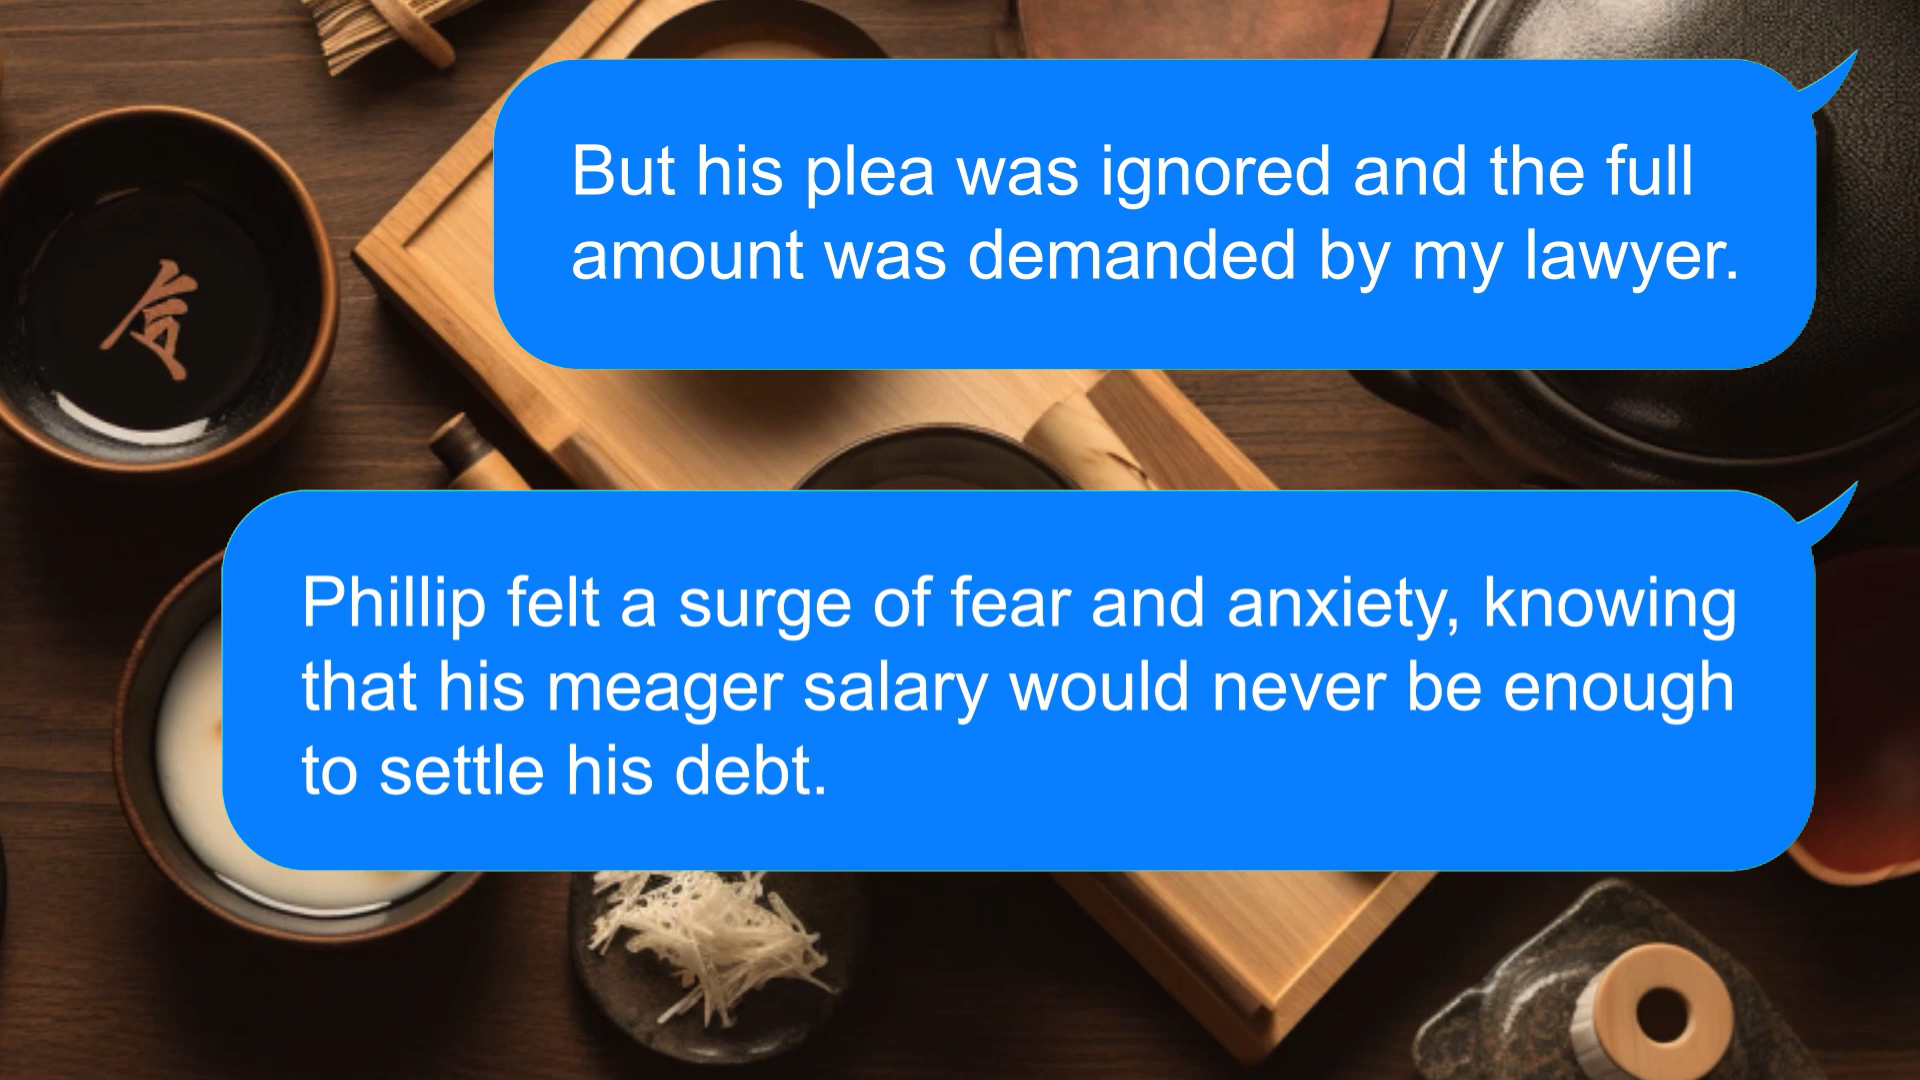 But his plea was ignored and the full
amount was demanded by my lawyer.
Phillip felt a surge of fear and anxiety, knowing
that his meager salary would never be enough
to settle his debt.